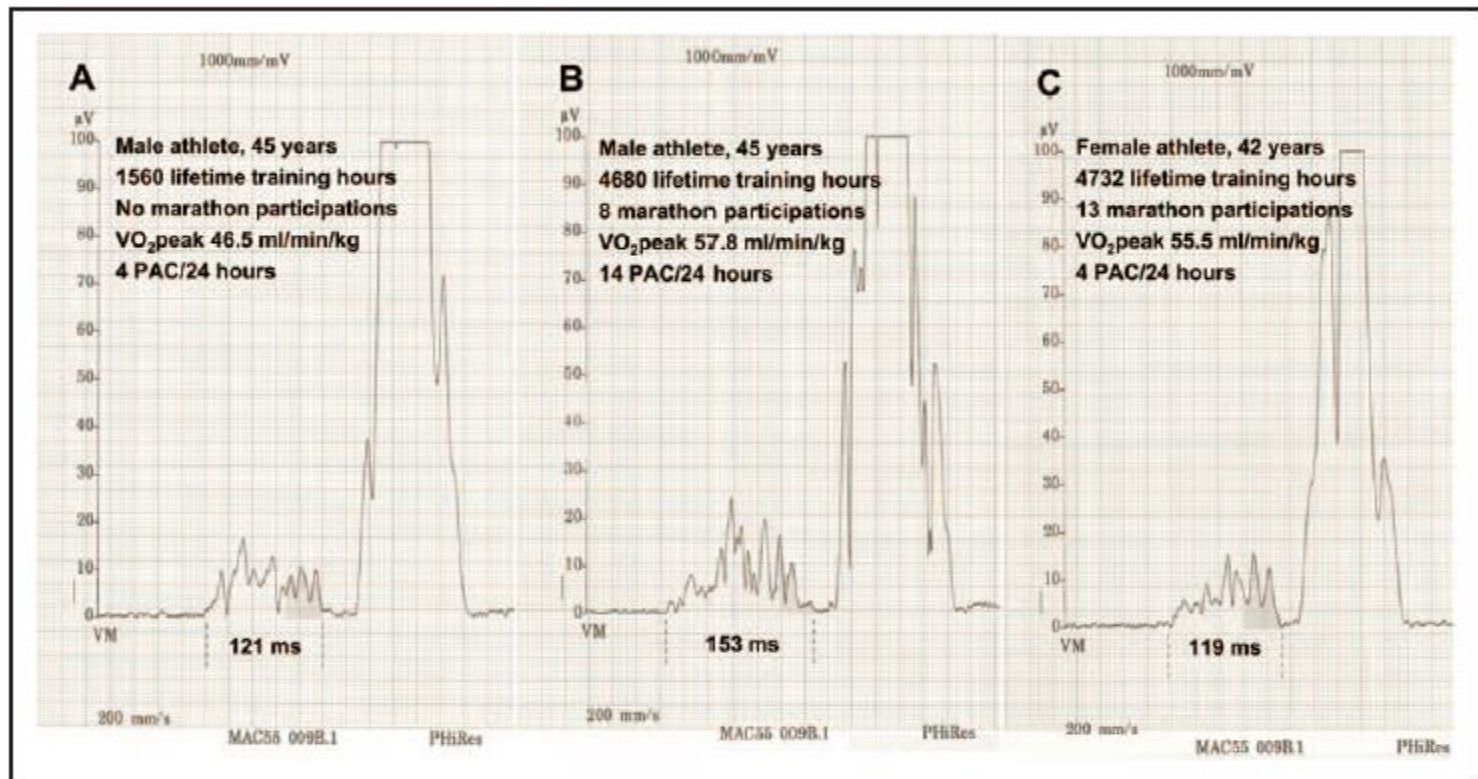 A
1000mm/mV
µV
100
90
80
70
60
50
40
30
20
10
0
Male athlete, 45 years
1560 lifetime training hours
No marathon participations
VO₂peak 46.5 ml/min/kg
4 PAC/24 hours
VM
121 ms
200 mm/s
MAC55 009B.1
PHiRes
B
1000mm/mV
µV
100
90
80
70
60
50
40
30
20
10
0
Male athlete, 45 years
4680 lifetime training hours
8 marathon participations
VO₂peak 57.8 ml/min/kg
14 PAC/24 hours
VM
153 ms
200 mm/s
MAC55 009B.1
PHiRes
C
1000mm/mV
µV
100
90
80
70
60
50
40
30
20
10
0
Female athlete, 42 years
4732 lifetime training hours
13 marathon participations
VO₂peak 55.5 ml/min/kg
4 PAC/24 hours
VM
119 ms
200 mm/s
MAC55 009B.1
PHiRes